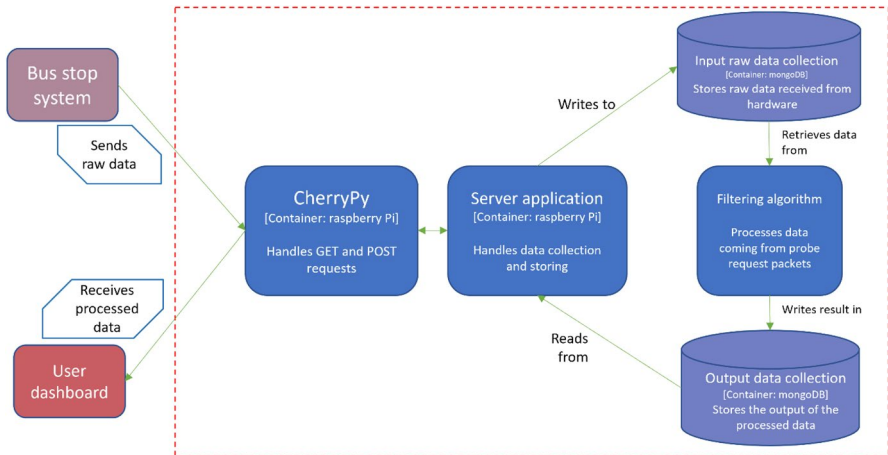 Bus stop
system
Sends
raw data
Receives
processed
data
User
dashboard
CherryPy
[Container: raspberry Pi]
Handles GET and POST
requests
Server application
[Container: raspberry Pi]
Handles data collection
and storing
Writes to
Reads
from
Input raw data collection
[Container: mongoDB]
Stores raw data received from
hardware
Retrieves data
from
Filtering algorithm
Processes data
coming from probe
request packets
Writes result in
Output data collection
[Container: mongoDB]
Stores the output of the
processed data